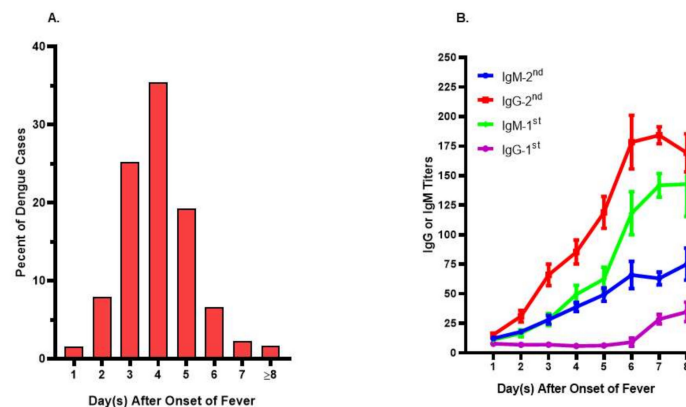 A.
Pecent of Dengue Cases
40
30
20
10
0
1 2 3 4 5 6 7 ≥8
Day(s) After Onset of Fever
B.
IgG or IgM Titers
250
225
200
175
150
125
100
75
50
25
0
IgM-2nd
IgG-2nd
IgM-1st
IgG-1st
1 2 3 4 5 6 7 8
Day(s) After Onset of Fever